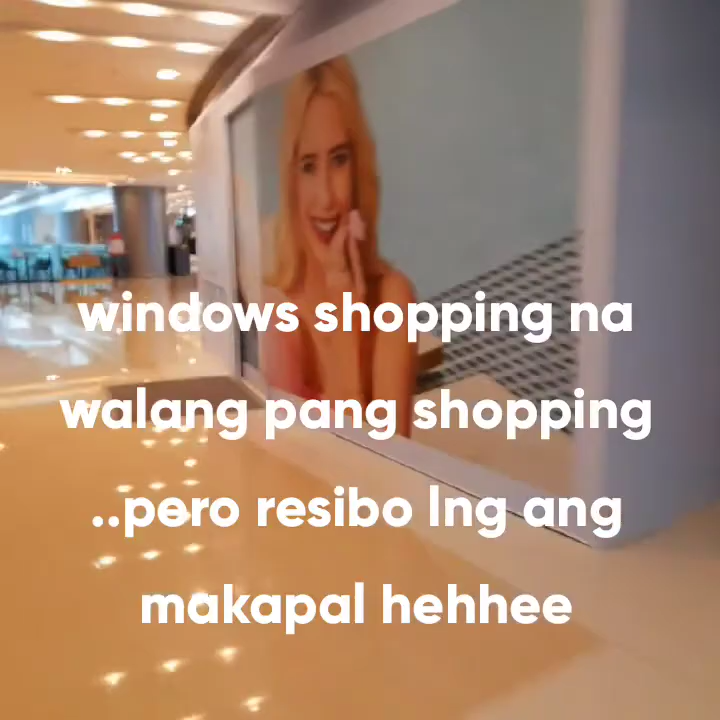 windows shopping na
walang pang shopping
..pero resibo lng ang
makapal hehhee